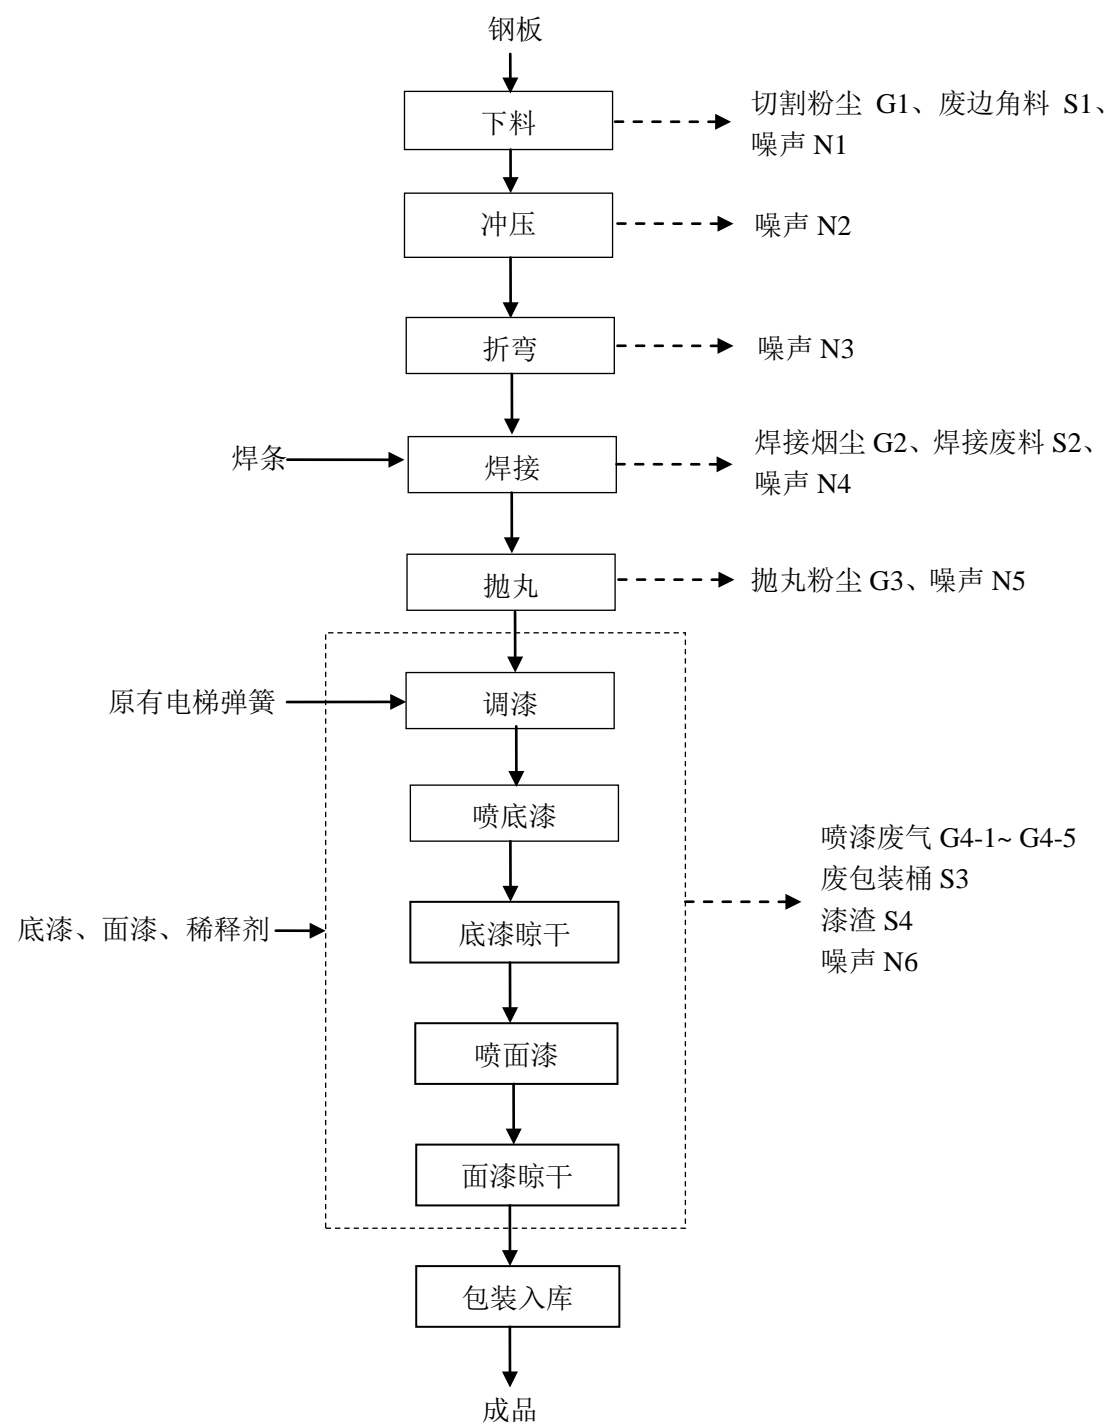 钢板
下料
切割粉尘 G1、废边角料 S1、
噪声 N1
冲压
噪声 N2
折弯
噪声 N3
焊条
焊接
焊接烟尘 G2、焊接废料 S2、
噪声 N4
抛丸
抛丸粉尘 G3、噪声 N5
原有电梯弹簧
调漆
喷底漆
喷漆废气 G4-1~ G4-5
废包装桶 S3
漆渣 S4
噪声 N6
底漆、面漆、稀释剂
底漆晾干
喷面漆
面漆晾干
包装入库
成品